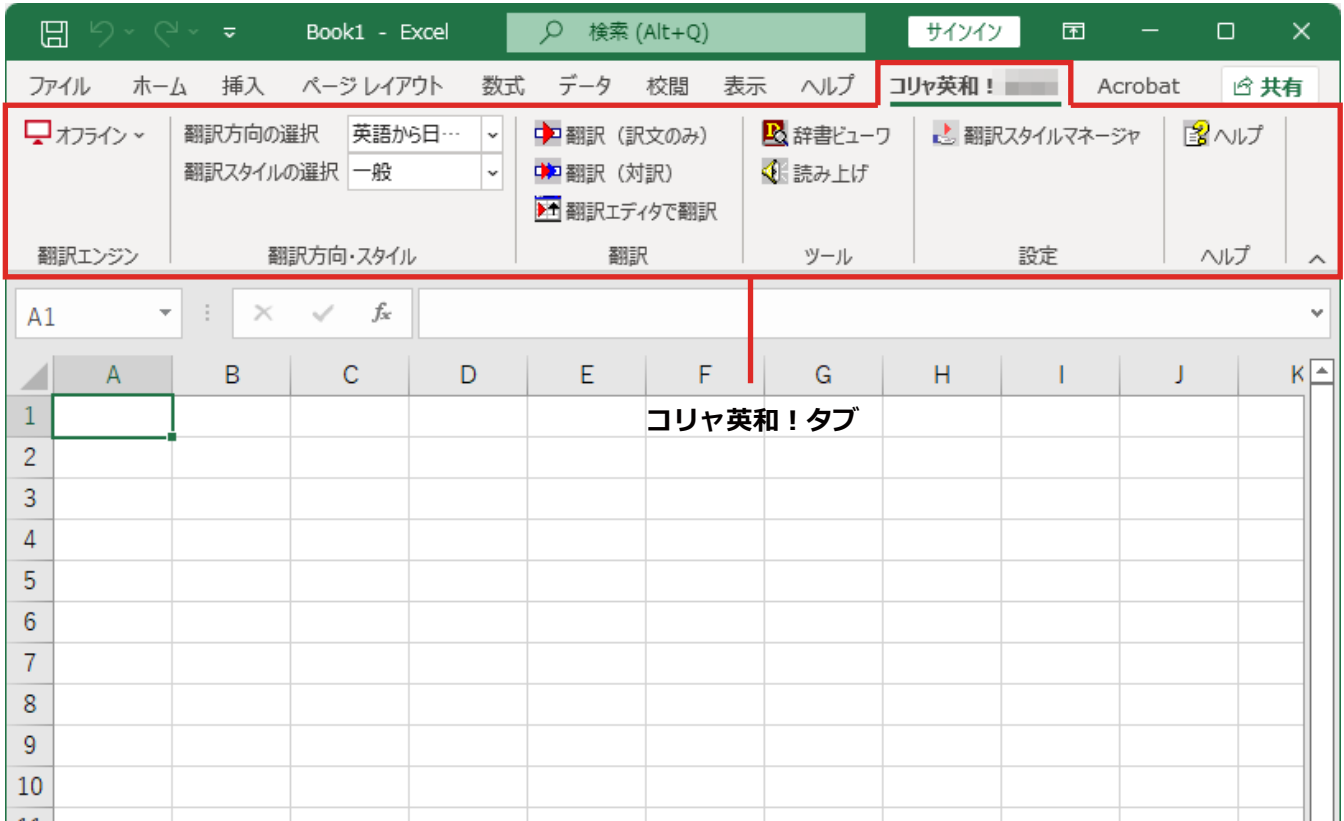 Book1 - Excel 検索 (Alt+Q) サインイン
ファイル ホーム 挿入 ページ レイアウト 数式 データ 校閲 表示 ヘルプ コリャ英和! Acrobat 共有
オフライン 翻訳方向の選択 英語から日… 翻訳（訳文のみ） 辞書ビューワ 翻訳スタイルマネージャ ヘルプ
翻訳スタイルの選択 一般 翻訳（対訳） 読み上げ
翻訳エディタで翻訳
翻訳エンジン 翻訳方向・スタイル 翻訳 ツール 設定 ヘルプ
A1 fx
A B C D E F G H I J K
1 コリャ英和！タブ
2
3
4
5
6
7
8
9
10